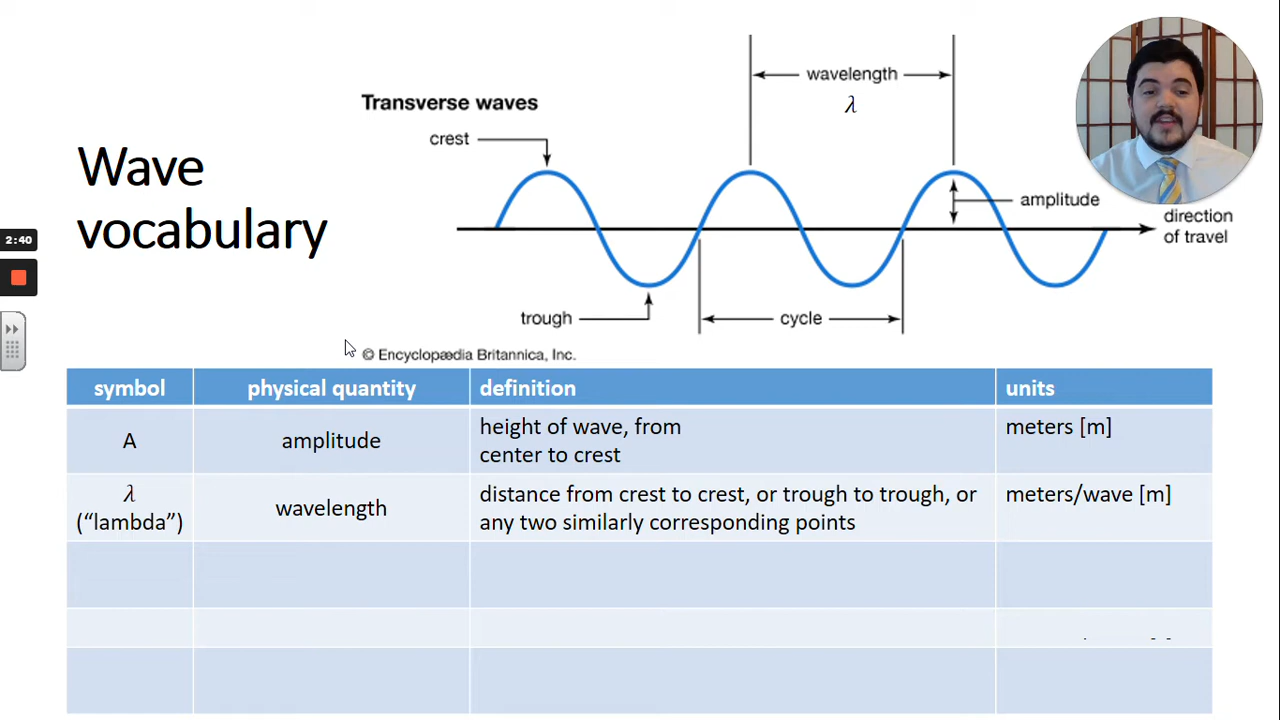 Transverse waves
wavelength
λ
crest
Wave
vocabulary
amplitude
direction
of travel
2:40
trough
cycle
© Encyclopædia Britannica, Inc.
symbol physical quantity definition units
A amplitude height of wave, from
center to crest meters [m]
λ
("lambda") wavelength distance from crest to crest, or trough to trough, or
any two similarly corresponding points meters/wave [m]